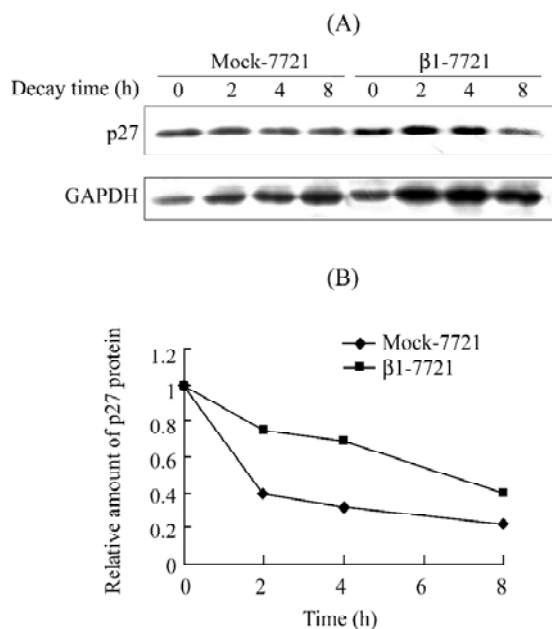 (A)
Mock-7721 β1-7721
Decay time (h) 0 2 4 8 0 2 4 8
p27
GAPDH
(B)
Mock-7721
β1-7721
Relative amount of p27 protein
1.2
1
0.8
0.6
0.4
0.2
0
0 2 4 6 8
Time (h)